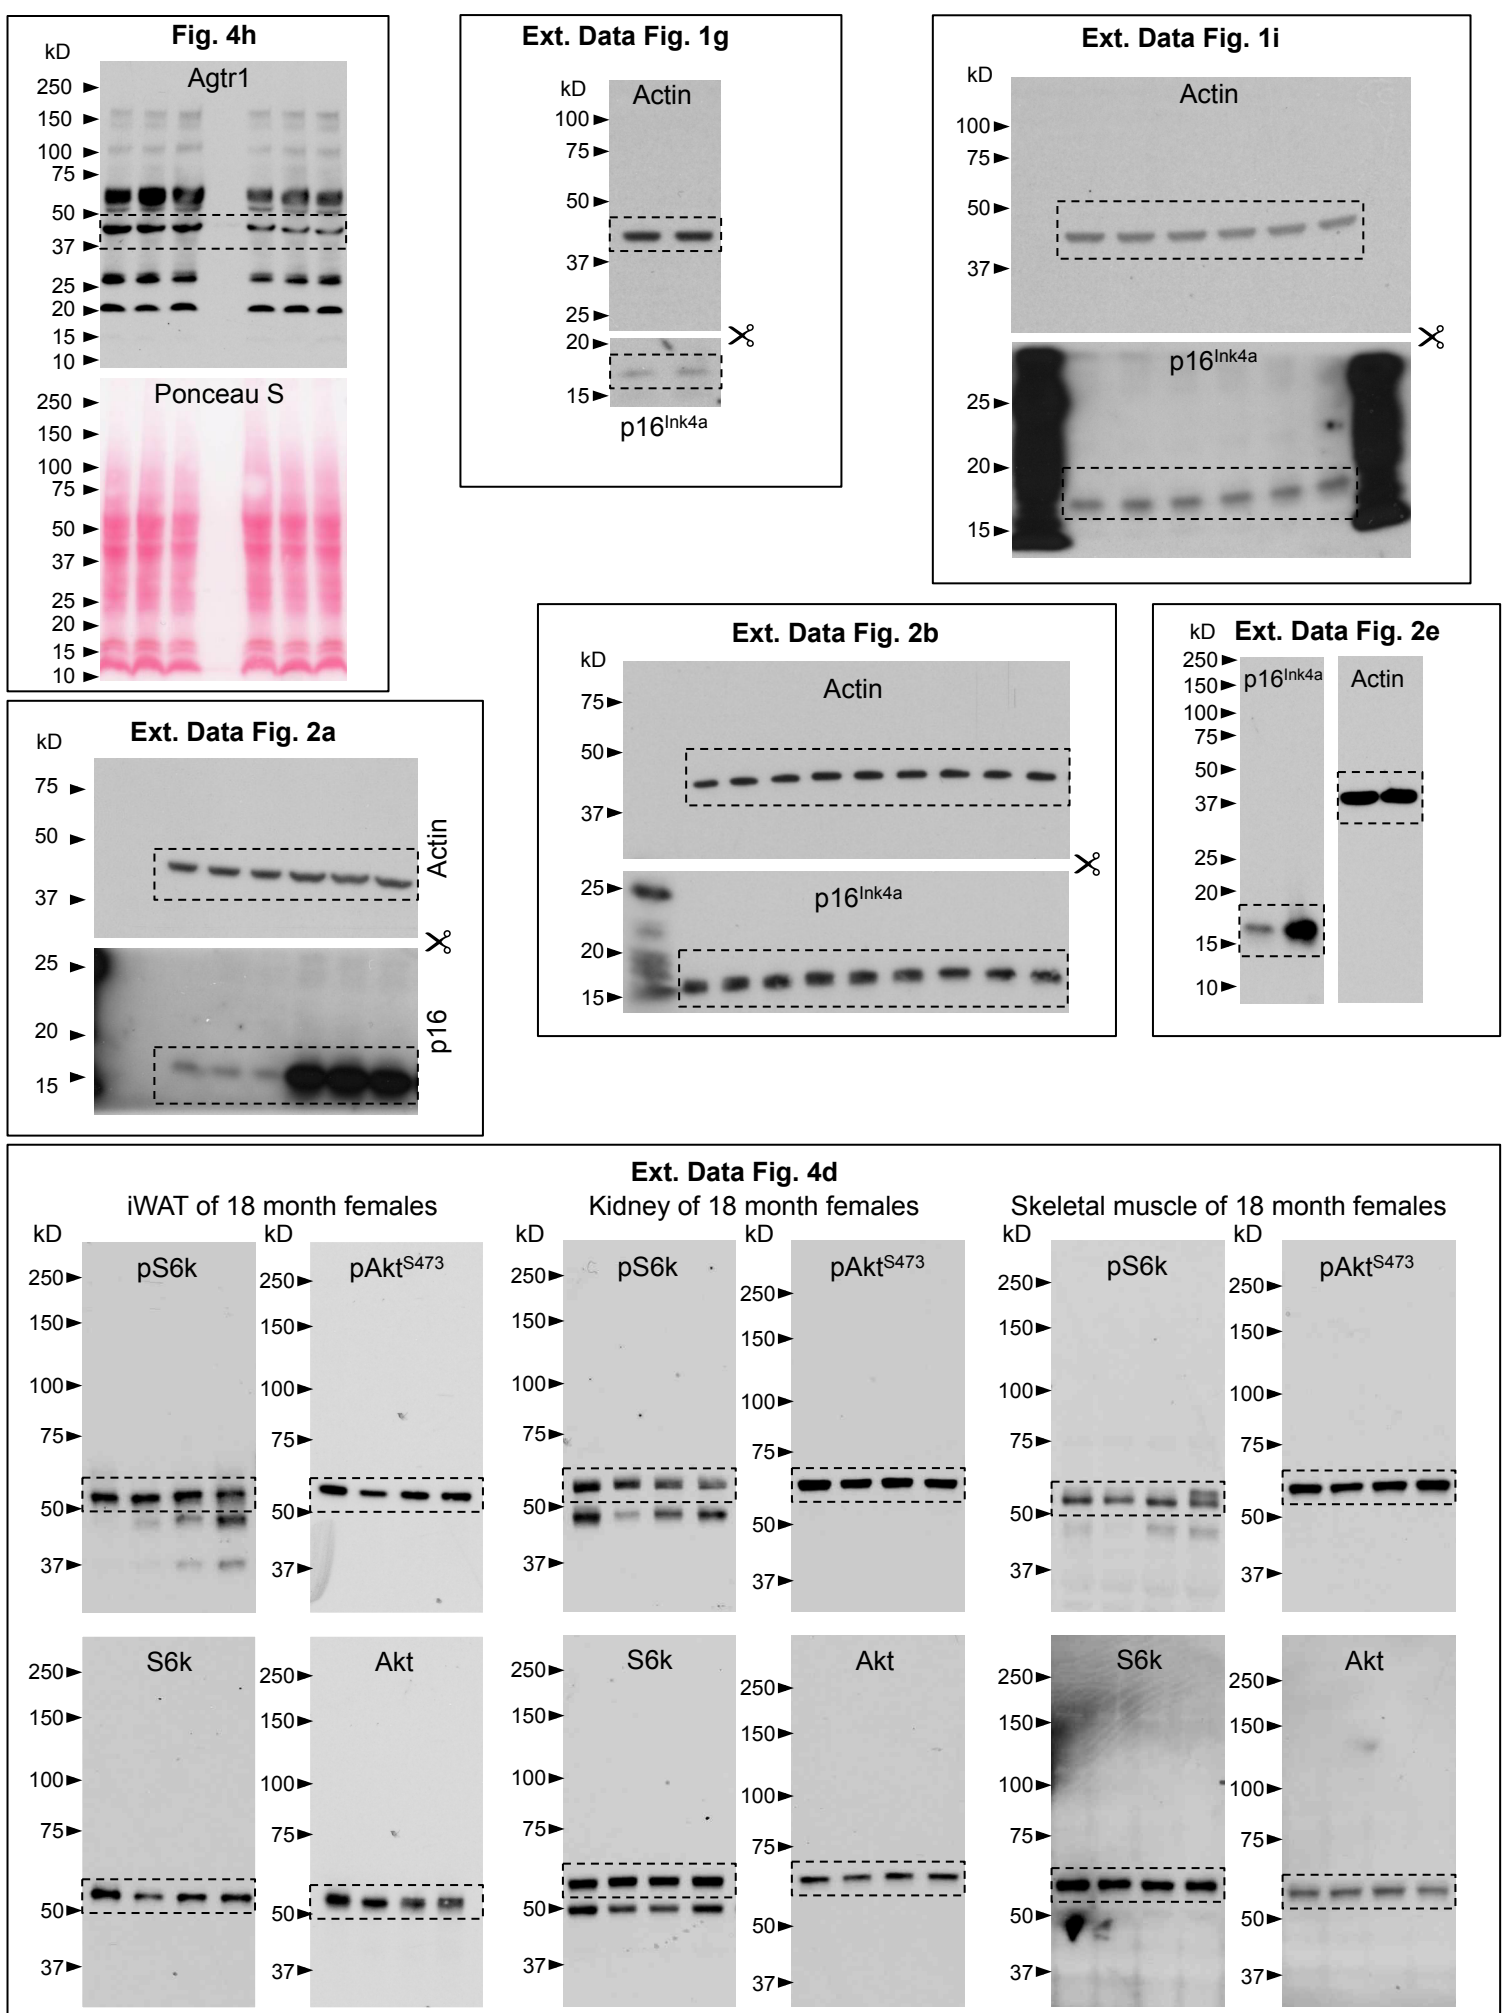 Fig. 4h
kD
Agtr1
250
150
100
75
50
37
25
20
15
10
Ponceau S
250
150
100
75
50
37
25
20
15
10
Ext. Data Fig. 1g
kD
Actin
100
75
50
37
25
20
15
p16Ink4a
Ext. Data Fig. 1i
kD
Actin
100
75
50
37
p16Ink4a
25
20
15
Ext. Data Fig. 2a
kD
75
50
37
Actin
25
20
15
p16
Ext. Data Fig. 2b
kD
Actin
75
50
37
p16Ink4a
25
20
15
Ext. Data Fig. 2e
kD
p16Ink4a Actin
250
150
100
75
50
37
25
20
15
10
Ext. Data Fig. 4d
iWAT of 18 month females
kD
pS6k
250
150
100
75
50
37
kD
pAktS473
250
150
100
75
50
37
S6k
250
150
100
75
50
37
Akt
250
150
100
75
50
37
Kidney of 18 month females
kD
pS6k
250
150
100
75
50
37
kD
pAktS473
250
150
100
75
50
37
S6k
250
150
100
75
50
37
Akt
250
150
100
75
50
37
Skeletal muscle of 18 month females
kD
pS6k
250
150
100
75
50
37
kD
pAktS473
250
150
100
75
50
37
S6k
250
150
100
75
50
37
Akt
250
150
100
75
50
37